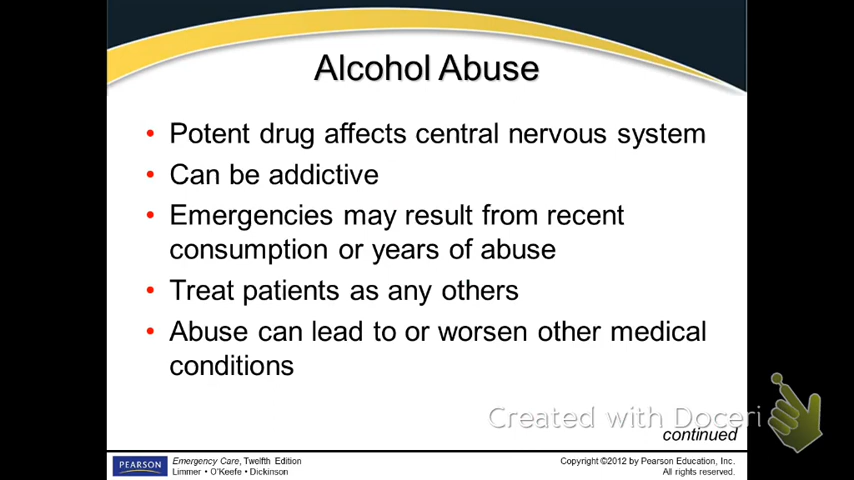 Alcohol Abuse
• Potent drug affects central nervous system
• Can be addictive
• Emergencies may result from recent
consumption or years of abuse
• Treat patients as any others
• Abuse can lead to or worsen other medical
conditions
Created with Doceri
continued
PEARSON
Emergency Care, Twelfth Edition
Limmer • O'Keefe • Dickinson
Copyright ©2012 by Pearson Education, Inc.
All rights reserved.